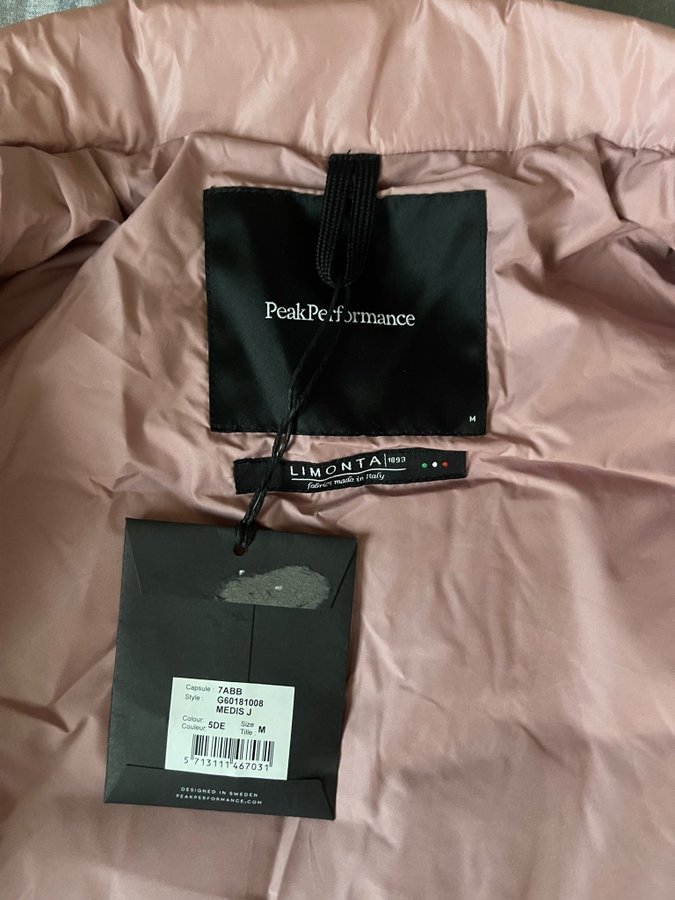 PeakPerformance
M
LIMONTA 1893
fabrics made in Italy
Capsule : 7ABB
Style : G60181008
MEDIS J
Colour:
Couleur: 5DE
Size
Tille : M
5 713111 467031
DESIGNED IN SWEDEN
PEAKPERFORMANCE.COM